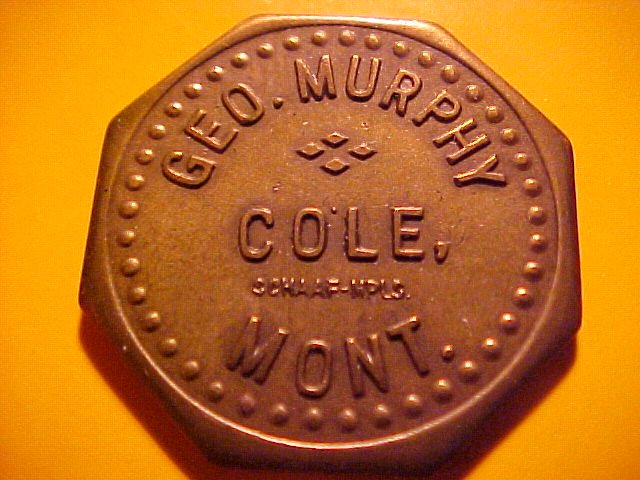 GEO. MURPHY
COLE,
SCHAAF-MPLS.
MONT.